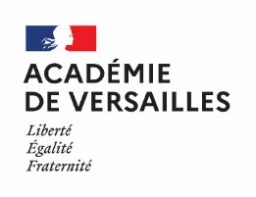 ACADÉMIE
DE VERSAILLES
Liberté
Égalité
Fraternité